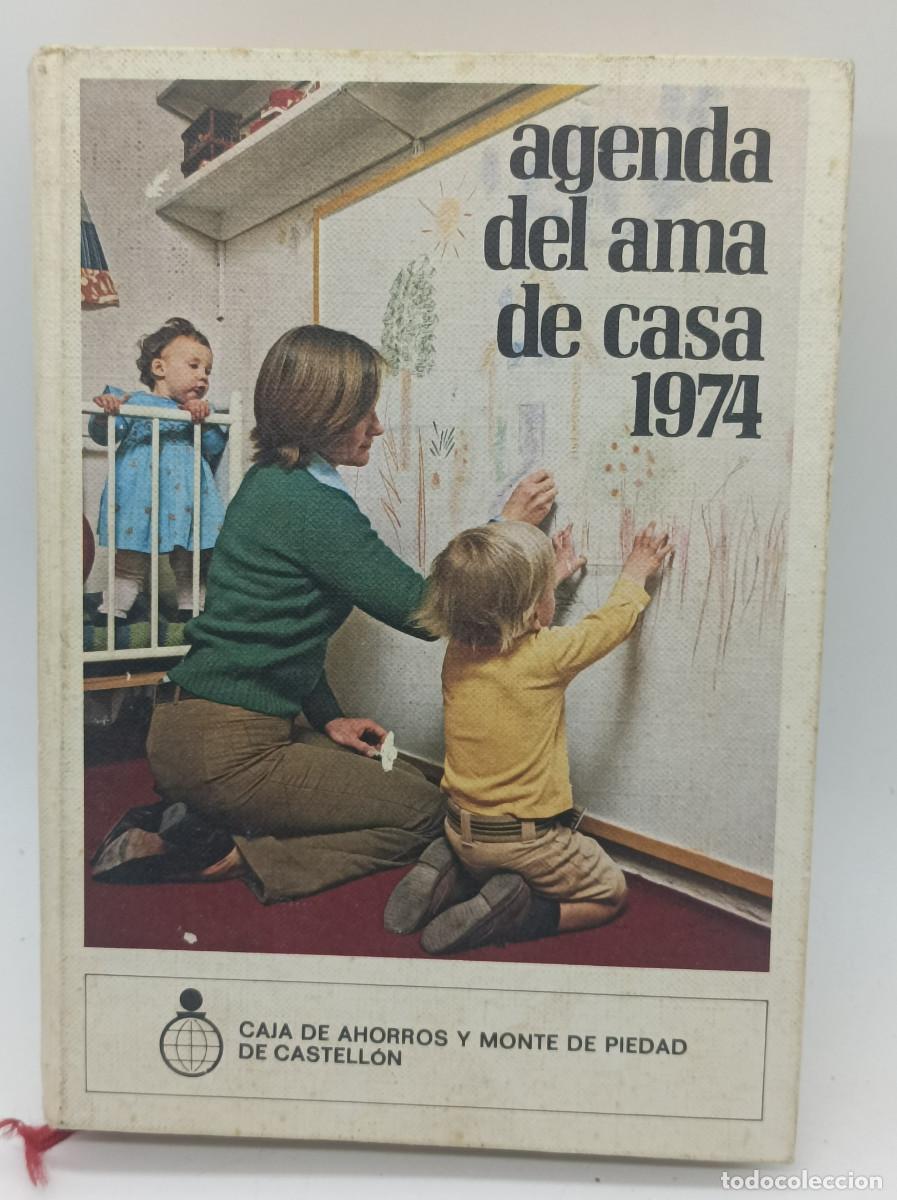 agenda
del ama
de casa
1974
CAJA DE AHORROS Y MONTE DE PIEDAD
DE CASTELLÓN
todocoleccion